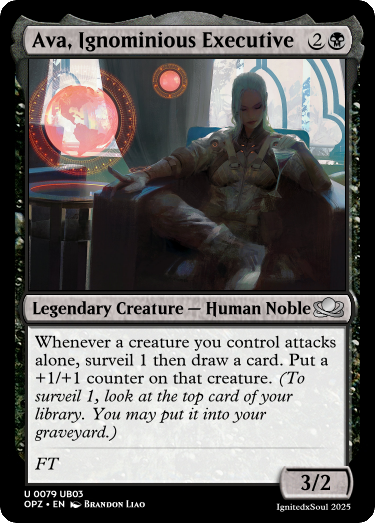 Ava, Ignominious Executive 2
Legendary Creature — Human Noble
Whenever a creature you control attacks
alone, surveil 1 then draw a card. Put a
+1/+1 counter on that creature. (To
surveil 1, look at the top card of your
library. You may put it into your
graveyard.)
FT
3/2
U 0079 UB03
OPZ • EN Brandon Liao
IgnitedxSoul 2025